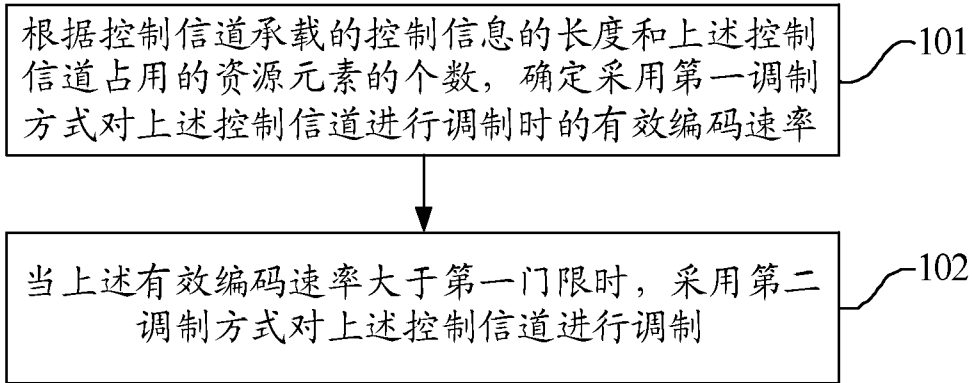 根据控制信道承载的控制信息的长度和上述控制
信道占用的资源元素的个数，确定采用第一调制
方式对上述控制信道进行调制时的有效编码速率
101
当上述有效编码速率大于第一门限时，采用第二
调制方式对上述控制信道进行调制
102